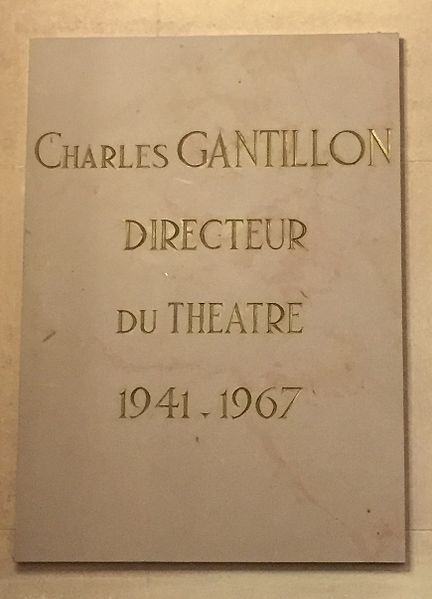 CHARLES GANTILLON
DIRECTEUR
DU THEATRE
1941 - 1967